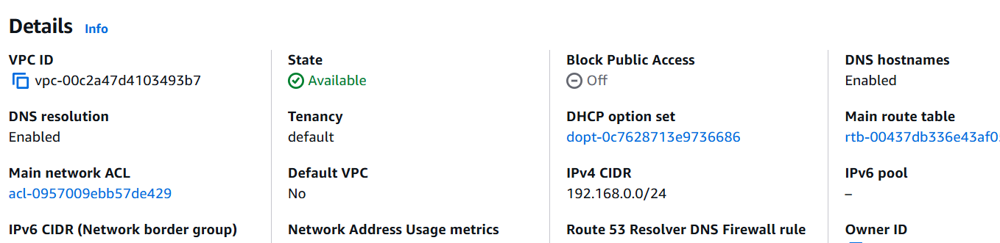 Details Info
VPC ID
vpc-00c2a47d4103493b7
State
Available
Block Public Access
Off
DNS hostnames
Enabled
DNS resolution
Enabled
Tenancy
default
DHCP option set
dopt-0c7628713e9736686
Main route table
rtb-00437db336e43af0
Main network ACL
acl-0957009ebb57de429
Default VPC
No
IPv4 CIDR
192.168.0.0/24
IPv6 pool
–
IPv6 CIDR (Network border group)
Network Address Usage metrics
Route 53 Resolver DNS Firewall rule
Owner ID